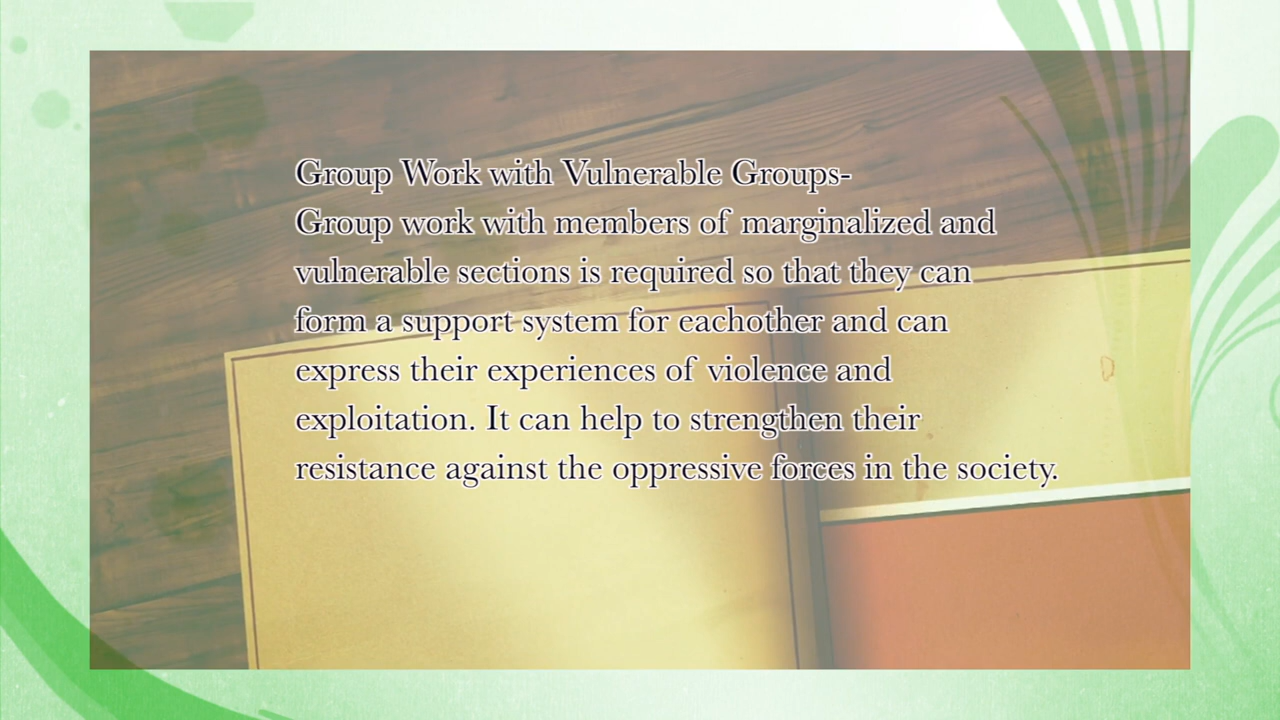 Group Work with Vulnerable Groups-
Group work with members of marginalized and
vulnerable sections is required so that they can
form a support system for eachother and can
express their experiences of violence and
exploitation. It can help to strengthen their
resistance against the oppressive forces in the society.